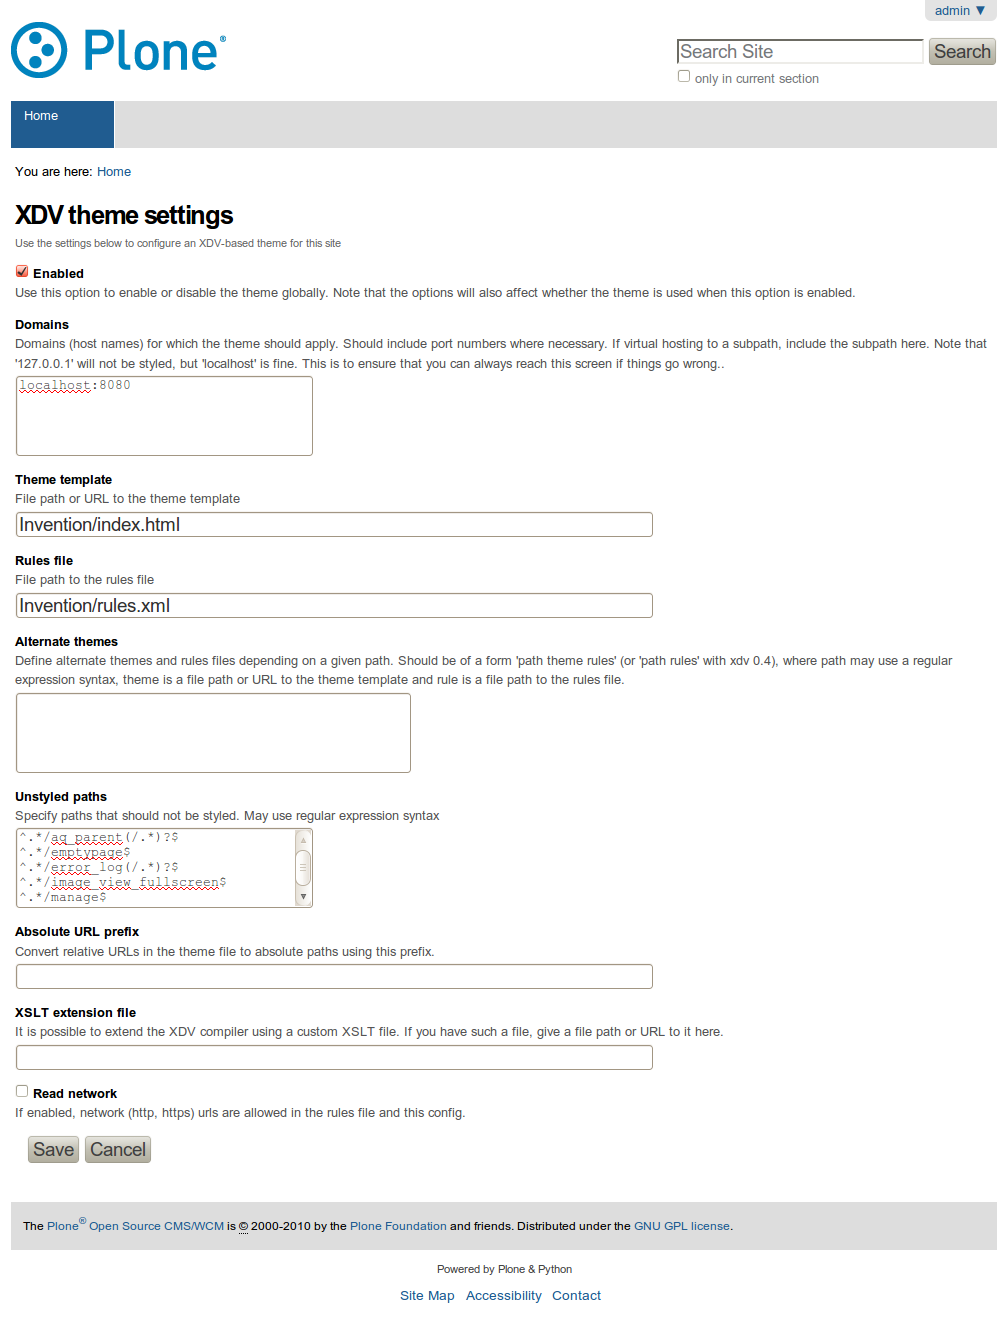 admin ▼
Plone®
Search Site
Search
only in current section
Home
You are here: Home
XDV theme settings
Use the settings below to configure an XDV-based theme for this site
Enabled
Use this option to enable or disable the theme globally. Note that the options will also affect whether the theme is used when this option is enabled.
Domains
Domains (host names) for which the theme should apply. Should include port numbers where necessary. If virtual hosting to a subpath, include the subpath here. Note that
'127.0.0.1' will not be styled, but 'localhost' is fine. This is to ensure that you can always reach this screen if things go wrong..
localhost:8080
Theme template
File path or URL to the theme template
Invention/index.html
Rules file
File path to the rules file
Invention/rules.xml
Alternate themes
Define alternate themes and rules files depending on a given path. Should be of a form 'path theme rules' (or 'path rules' with xdv 0.4), where path may use a regular
expression syntax, theme is a file path or URL to the theme template and rule is a file path to the rules file.
Unstyled paths
Specify paths that should not be styled. May use regular expression syntax
^.*/aq_parent(/.*)?$
^.*/emptypage$
^.*/error_log(/.*)?$
^.*/image_view_fullscreen$
^.*/manage$
Absolute URL prefix
Convert relative URLs in the theme file to absolute paths using this prefix.
XSLT extension file
It is possible to extend the XDV compiler using a custom XSLT file. If you have such a file, give a file path or URL to it here.
Read network
If enabled, network (http, https) urls are allowed in the rules file and this config.
Save Cancel
The Plone® Open Source CMS/WCM is © 2000-2010 by the Plone Foundation and friends. Distributed under the GNU GPL license.
Powered by Plone & Python
Site Map Accessibility Contact